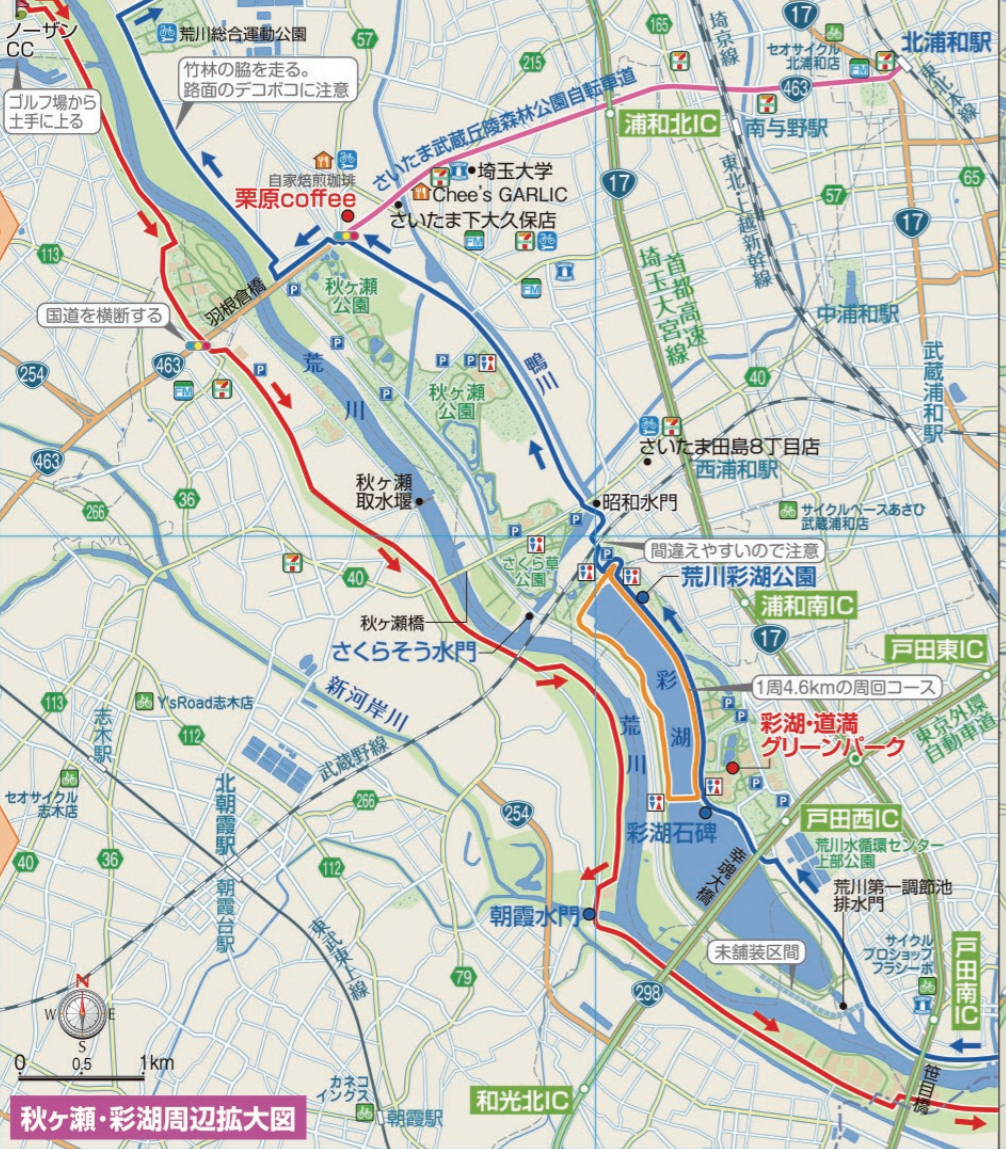 ノーザン
CC
荒川総合運動公園
57
165
215
17
埼京線
セオサイクル
北浦和店
北浦和駅
東北本線
竹林の脇を走る。
路面のデコボコに注意
ゴルフ場から
土手に上る
さいたま武蔵丘陵森林公園自転車道
463
浦和北IC
南与野駅
自家焙煎珈琲
栗原coffee
埼玉大学
Chee's GARLIC
さいたま下大久保店
17
東北・上越新幹線
57
65
17
113
羽根倉橋
秋ヶ瀬
公園
首都高速
埼玉大宮線
中浦和駅
国道を横断する
254
463
荒川
秋ヶ瀬
公園
鴨川
40
武蔵浦和駅
さいたま田島8丁目店
西浦和駅
463
36
266
秋ヶ瀬
取水堰
昭和水門
サイクルベースあさひ
武蔵浦和店
間違えやすいので注意
さくら草
公園
荒川彩湖公園
40
浦和南IC
17
秋ヶ瀬橋
さくらそう水門
戸田東IC
新河岸川
1周4.6kmの周回コース
113
志木駅
Y'sRoad志木店
112
荒川
彩湖
彩湖・道満
グリーンパーク
東京外環
自動車道
武蔵野線
セオサイクル
志木店
北朝霞駅
266
254
彩湖石碑
戸田西IC
荒川水循環センター
上部公園
40
36
112
朝霞台駅
幸魂大橋
荒川第一調節池
排水門
朝霞水門
東武東上線
未舗装区間
サイクル
プロショップ
フラシーボ
戸田南IC
79
298
N
W
E
S
0
0.5
1km
カネコ
イングス
朝霞駅
和光北IC
笹目橋
秋ヶ瀬・彩湖周辺拡大図